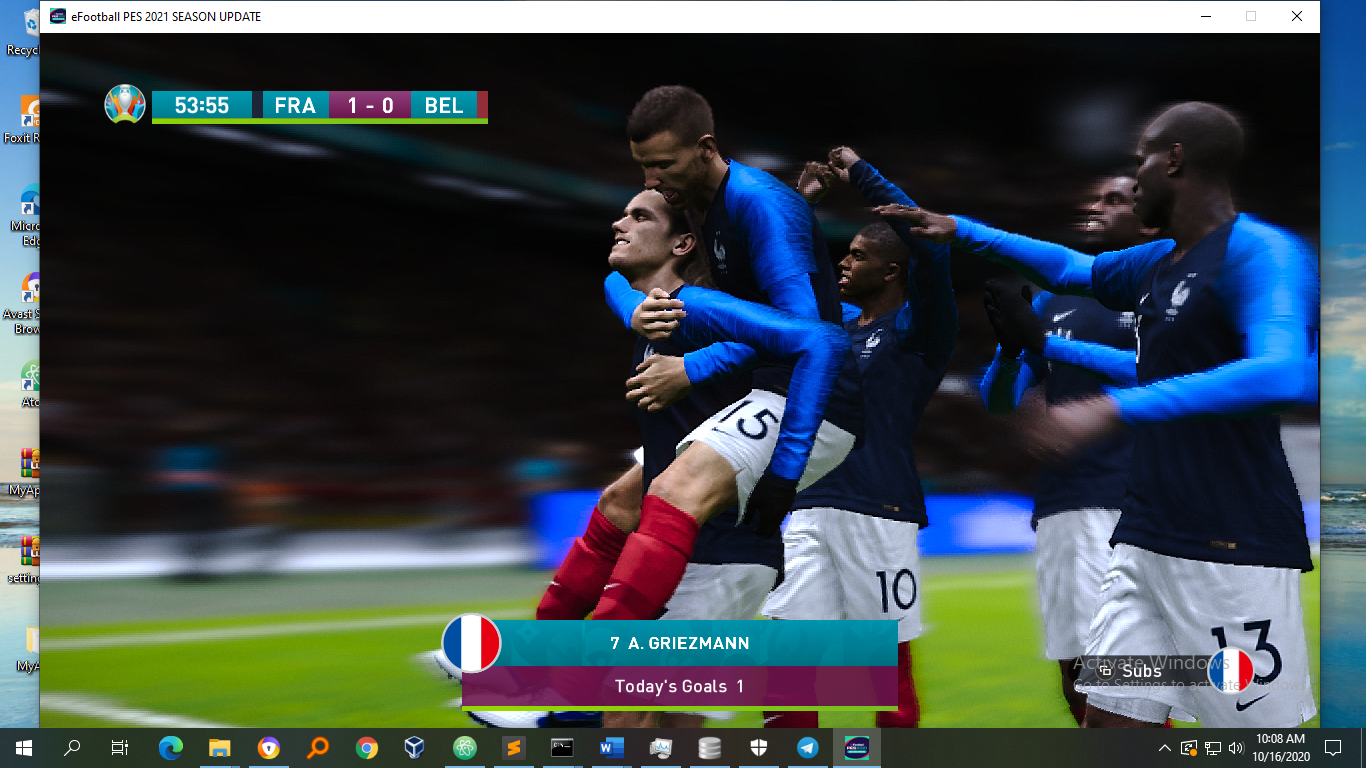 eFootball PES 2021 SEASON UPDATE
Recyc
53:55 FRA 1 - 0 BEL
Foxit R
Micro
Edg
Avast S
Brow
Ato
15
MyAp
settin
10
7 A. GRIEZMANN
13
MyA
Activate Windows
Subs
Go to Settings to activate Windows.
Today's Goals 1
10:08 AM
10/16/2020